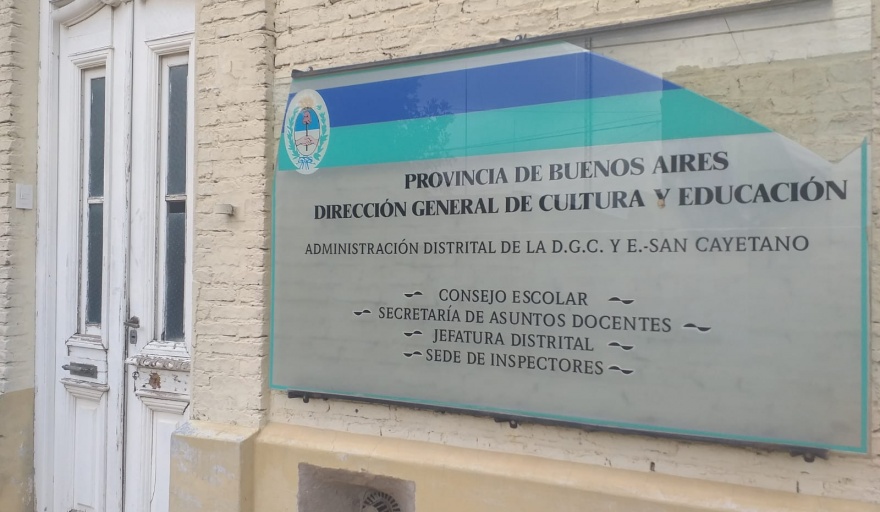 PROVINCIA DE BUENOS AIRES
DIRECCIÓN GENERAL DE CULTURA Y EDUCACIÓN
ADMINISTRACIÓN DISTRITAL DE LA D.G.C. Y E.-SAN CAYETANO
CONSEJO ESCOLAR
SECRETARÍA DE ASUNTOS DOCENTES
JEFATURA DISTRITAL
SEDE DE INSPECTORES